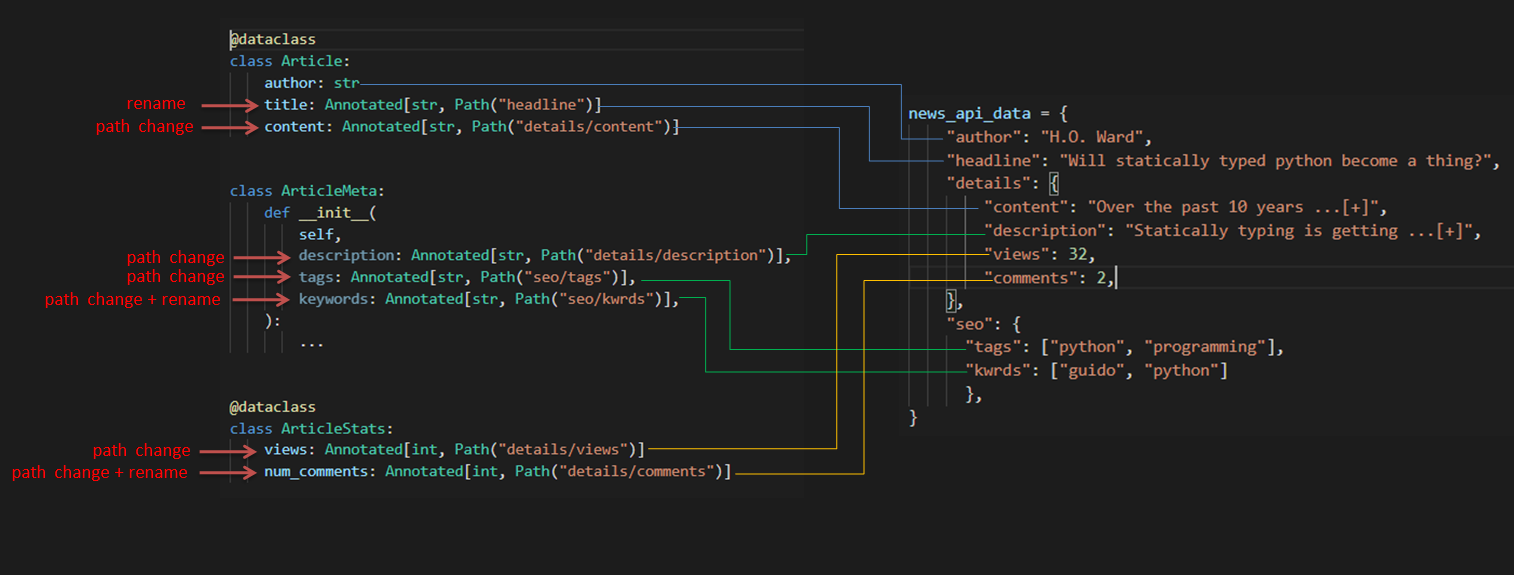 @dataclass
class Article:
author: str
rename title: Annotated[str, Path("headline")]
path change content: Annotated[str, Path("details/content")]
class ArticleMeta:
def __init__(
self,
path change description: Annotated[str, Path("details/description")],
path change tags: Annotated[str, Path("seo/tags")],
path change + rename keywords: Annotated[str, Path("seo/kwrds")],
):
...
@dataclass
class ArticleStats:
path change views: Annotated[int, Path("details/views")]
path change + rename num_comments: Annotated[int, Path("details/comments")]
news_api_data = {
"author": "H.O. Ward",
"headline": "Will statically typed python become a thing?",
"details": {
"content": "Over the past 10 years ...[+]",
"description": "Statically typing is getting ...[+]",
"views": 32,
"comments": 2,
},
"seo": {
"tags": ["python", "programming"],
"kwrds": ["guido", "python"]
},
}